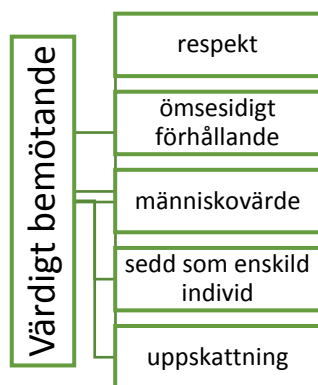 Värdigt bemötande
respekt
ömsesidigt
förhållande
människovärde
sedd som enskild
individ
uppskattning